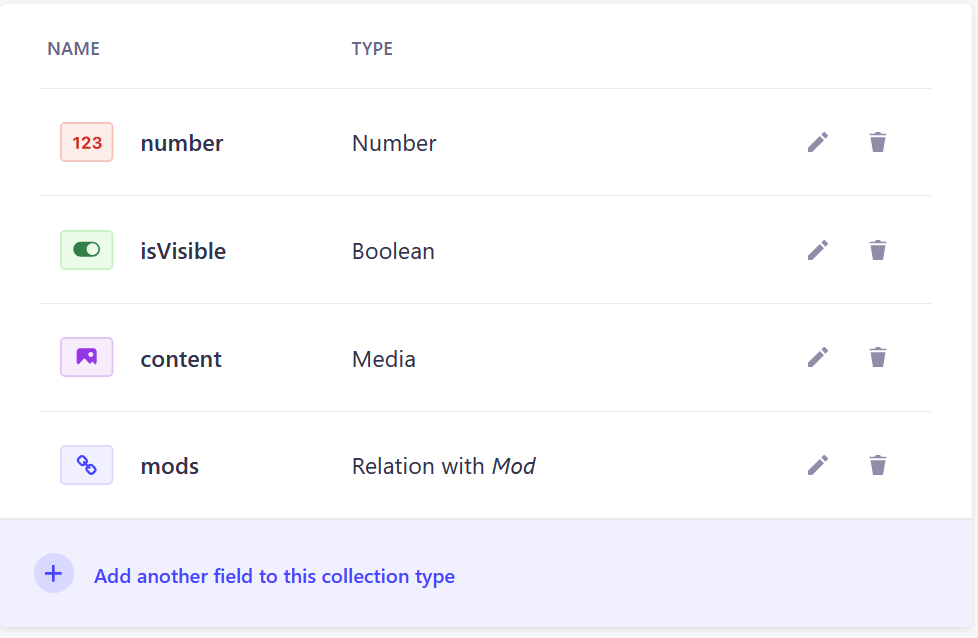 NAME TYPE
123 number Number
isVisible Boolean
content Media
mods Relation with Mod
Add another field to this collection type